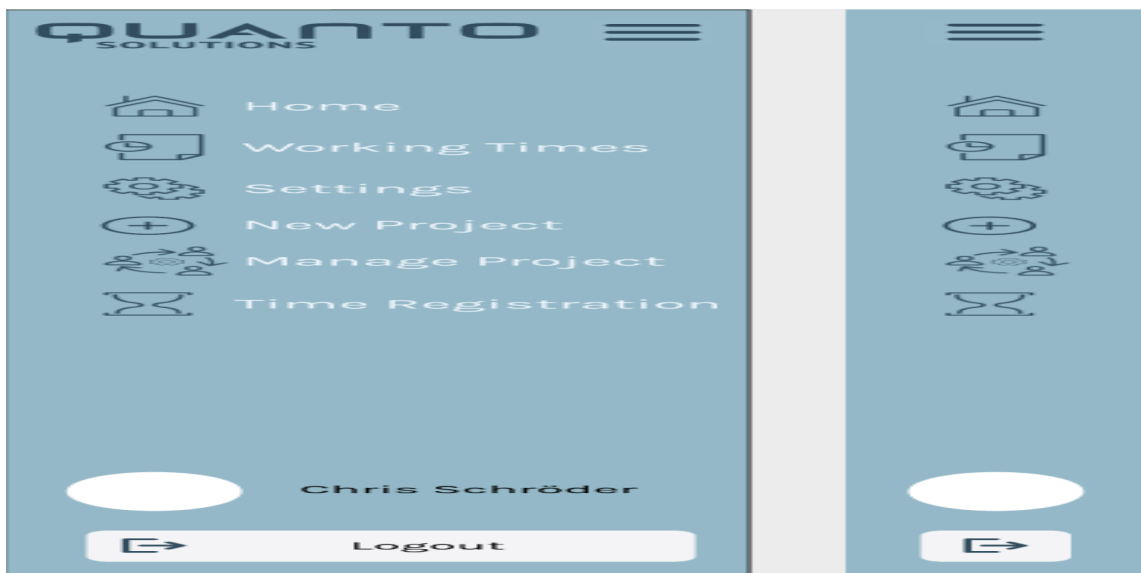 QUANTO
SOLUTIONS
Home
Working Times
Settings
New Project
Manage Project
Time Registration
Chris Schröder
Logout